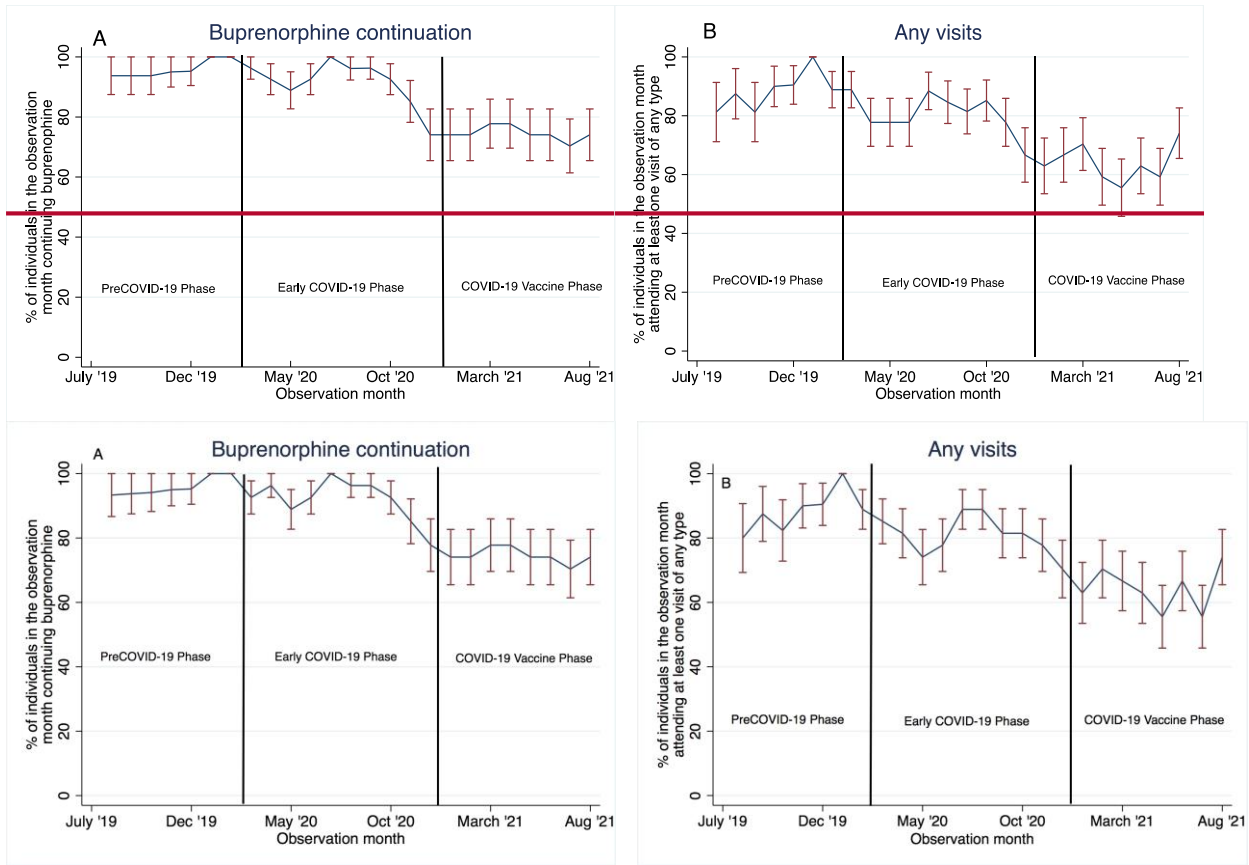 A
Buprenorphine continuation
% of individuals in the observation
month continuing buprenorphine
100
80
60
40
20
0
PreCOVID-19 Phase
Early COVID-19 Phase
COVID-19 Vaccine Phase
July '19
Dec '19
May '20
Oct '20
March '21
Aug '21
Observation month
B
Any visits
% of individuals in the observation month
attending at least one visit of any type
100
80
60
40
20
0
PreCOVID-19 Phase
Early COVID-19 Phase
COVID-19 Vaccine Phase
July '19
Dec '19
May '20
Oct '20
March '21
Aug '21
Observation month
A
Buprenorphine continuation
% of individuals in the observation
month continuing buprenorphine
100
80
60
40
20
0
PreCOVID-19 Phase
Early COVID-19 Phase
COVID-19 Vaccine Phase
July '19
Dec '19
May '20
Oct '20
March '21
Aug '21
Observation month
B
Any visits
% of individuals in the observation month
attending at least one visit of any type
100
80
60
40
20
0
PreCOVID-19 Phase
Early COVID-19 Phase
COVID-19 Vaccine Phase
July '19
Dec '19
May '20
Oct '20
March '21
Aug '21
Observation month